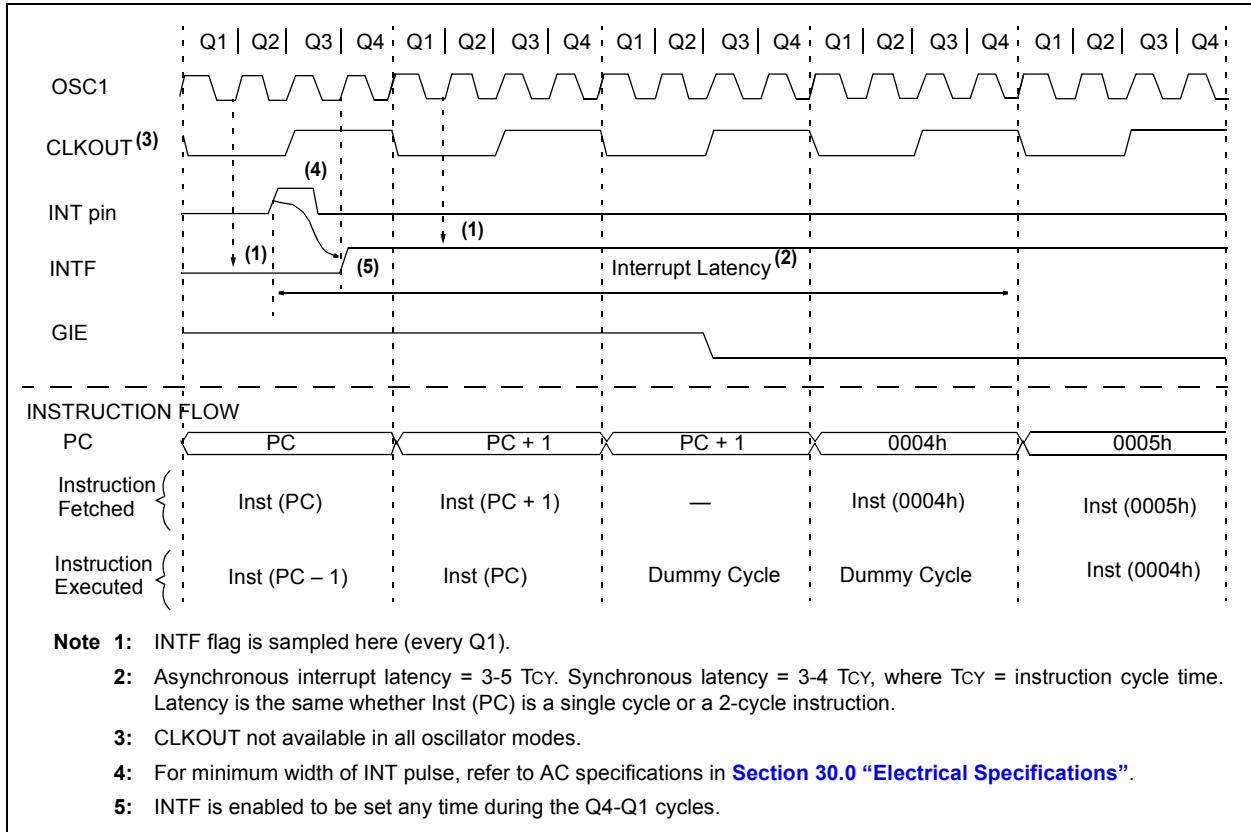 Q1 Q2 Q3 Q4 Q1 Q2 Q3 Q4 Q1 Q2 Q3 Q4 Q1 Q2 Q3 Q4 Q1 Q2 Q3 Q4
OSC1
CLKOUT (3)
(4)
INT pin
(1)
(1)
INTF
(5)
Interrupt Latency (2)
GIE
INSTRUCTION FLOW
PC PC PC + 1 PC + 1 0004h 0005h
Instruction Fetched
Inst (PC) Inst (PC + 1) — Inst (0004h) Inst (0005h)
Instruction Executed
Inst (PC – 1) Inst (PC) Dummy Cycle Dummy Cycle Inst (0004h)
Note 1: INTF flag is sampled here (every Q1).
2: Asynchronous interrupt latency = 3-5 TCY. Synchronous latency = 3-4 TCY, where TCY = instruction cycle time.
Latency is the same whether Inst (PC) is a single cycle or a 2-cycle instruction.
3: CLKOUT not available in all oscillator modes.
4: For minimum width of INT pulse, refer to AC specifications in Section 30.0 “Electrical Specifications”.
5: INTF is enabled to be set any time during the Q4-Q1 cycles.